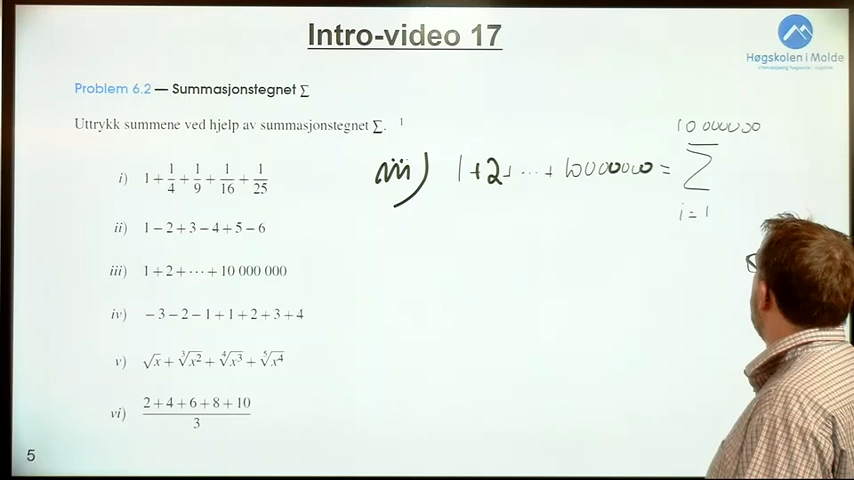 Intro-video 17
Høgskolen i Molde
Problem 6.2 — Summasjonstegnet ∑
Uttrykk summene ved hjelp av summasjonstegnet ∑. 1
i) 1 + 1/4 + 1/9 + 1/16 + 1/25
ii) 1 − 2 + 3 − 4 + 5 − 6
iii) 1 + 2 + ⋯ + 10 000 000
iv) −3 − 2 − 1 + 1 + 2 + 3 + 4
v) √x + ∛x² + ∜x³ + ⁵√x⁴
vi) (2 + 4 + 6 + 8 + 10)/3
10 000000
iii) 1+2+ ... + 10000000 = ∑
i=1
5